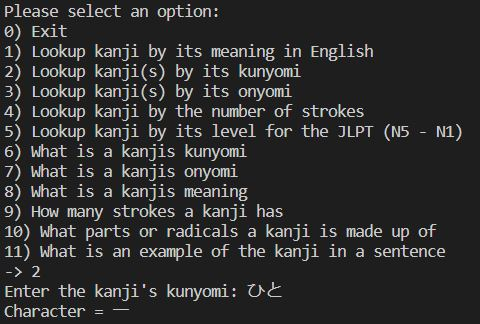 Please select an option:
0) Exit
1) Lookup kanji by its meaning in English
2) Lookup kanji(s) by its kunyomi
3) Lookup kanji(s) by its onyomi
4) Lookup kanji by the number of strokes
5) Lookup kanji by its level for the JLPT (N5 - N1)
6) What is a kanjis kunyomi
7) What is a kanjis onyomi
8) What is a kanjis meaning
9) How many strokes a kanji has
10) What parts or radicals a kanji is made up of
11) What is an example of the kanji in a sentence
-> 2
Enter the kanji's kunyomi: ひと
Character = 一